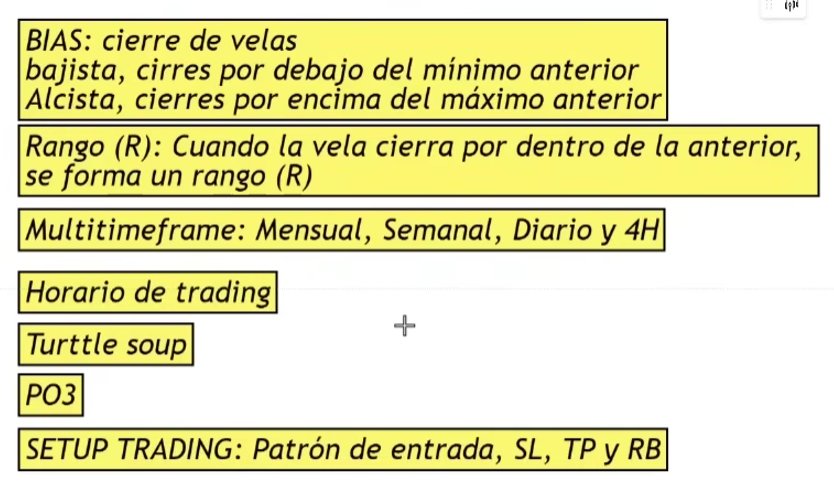 BIAS: cierre de velas
bajista, cirres por debajo del mínimo anterior
Alcista, cierres por encima del máximo anterior
Rango (R): Cuando la vela cierra por dentro de la anterior,
se forma un rango (R)
Multitimeframe: Mensual, Semanal, Diario y 4H
Horario de trading
Turttle soup
PO3
SETUP TRADING: Patrón de entrada, SL, TP y RB